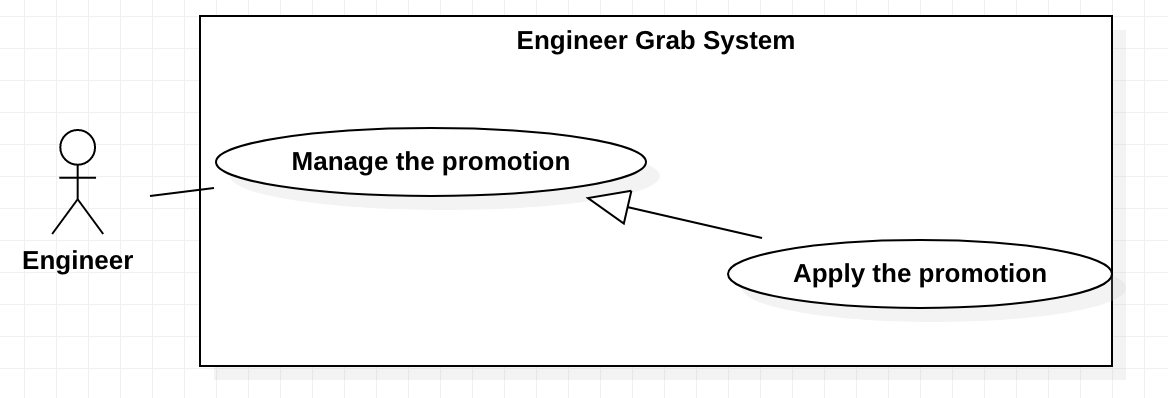 Engineer Grab System
Manage the promotion
Engineer
Apply the promotion